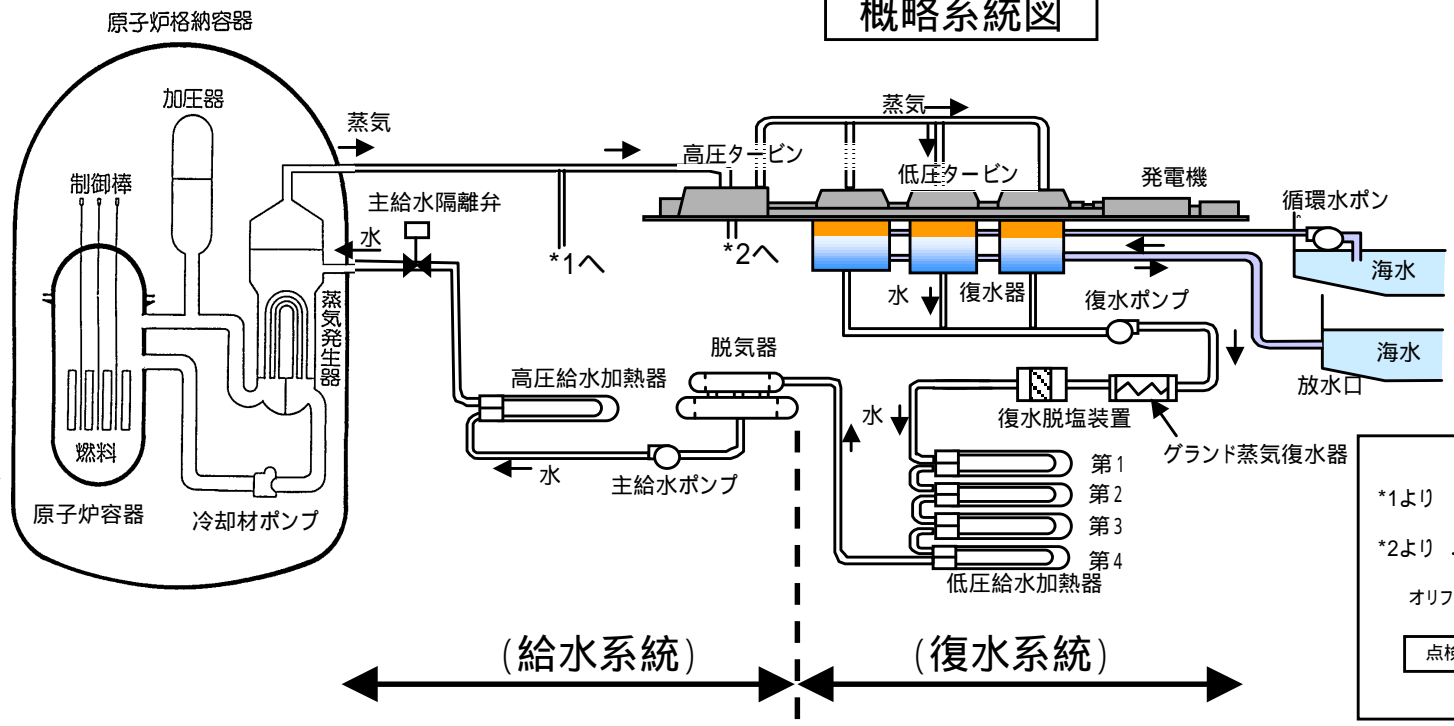 概略系統図
原子炉格納容器
加圧器
蒸気
制御棒
主給水隔離弁
水
蒸気発生器
燃料
原子炉容器
冷却材ポンプ
*1へ
高圧タービン
*2へ
蒸気
低圧タービン
発電機
循環水ポン
海水
海水
放水口
水
復水器
復水ポンプ
脱気器
高圧給水加熱器
水
主給水ポンプ
水
復水脱塩装置
グランド蒸気復水器
第1
第2
第3
第4
低圧給水加熱器
(給水系統)
(復水系統)
*1より
*2より
オリフ
点検